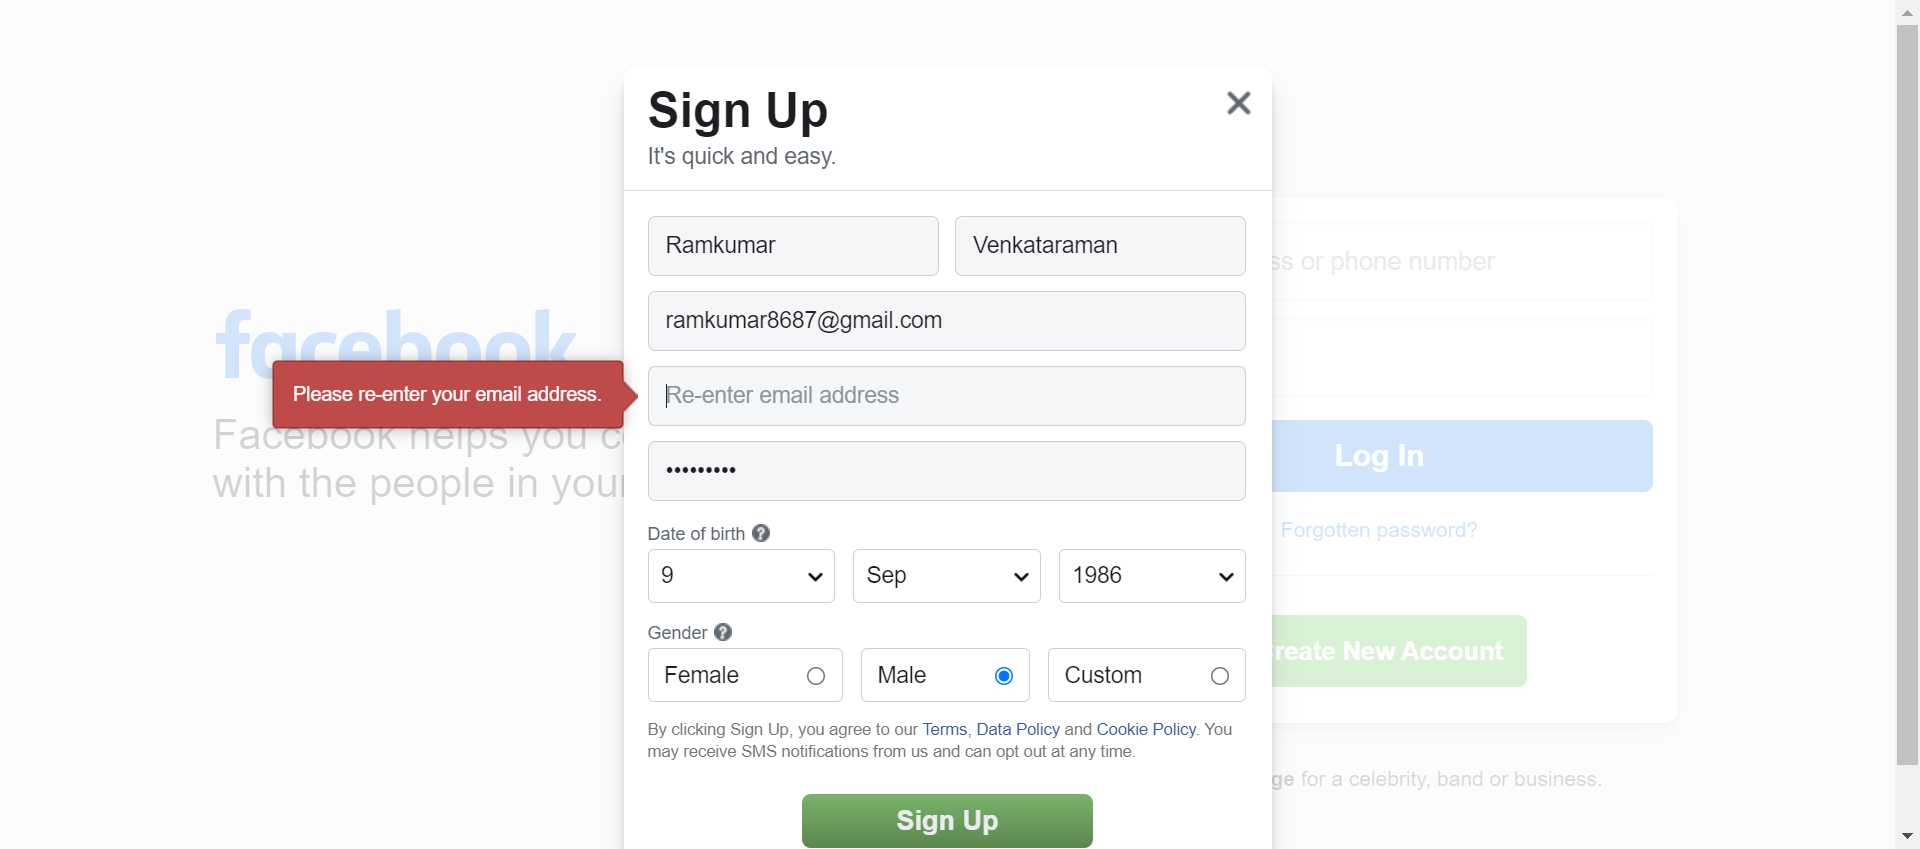 Sign Up
It's quick and easy.
Ramkumar Venkataraman
ramkumar8687@gmail.com
Re-enter email address
Please re-enter your email address.
•••••••••
Date of birth ?
9 Sep 1986
Gender ?
Female Male Custom
By clicking Sign Up, you agree to our Terms, Data Policy and Cookie Policy. You
may receive SMS notifications from us and can opt out at any time.
Sign Up
facebook
Facebook helps you c
with the people in your
ss or phone number
Log In
Forgotten password?
reate New Account
ge for a celebrity, band or business.